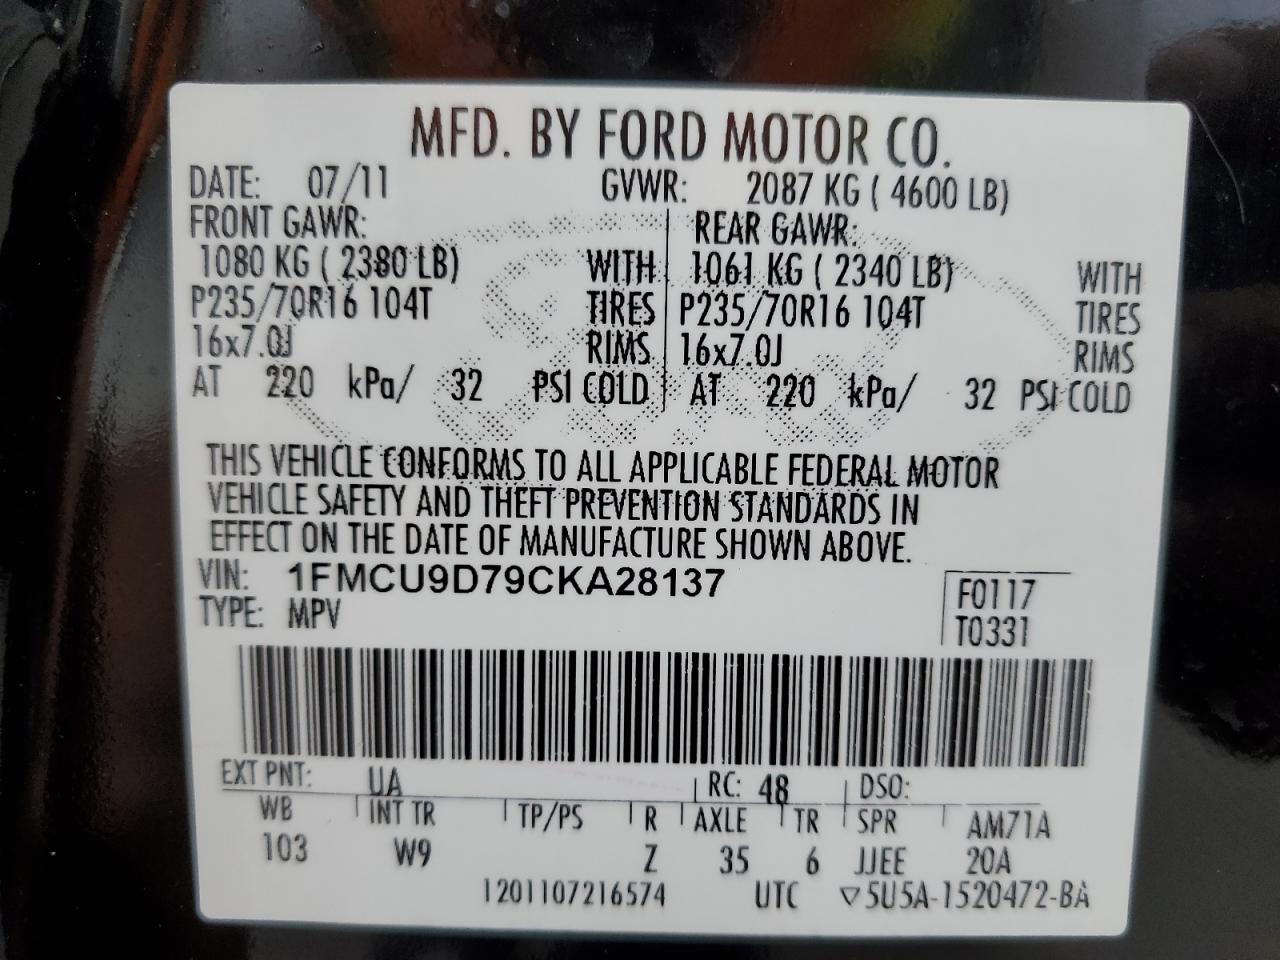 MFD. BY FORD MOTOR CO.
DATE: 07/11 GVWR: 2087 KG ( 4600 LB)
FRONT GAWR: REAR GAWR:
1080 KG ( 2380 LB) WITH 1061 KG ( 2340 LB) WITH
P235/70R16 104T TIRES P235/70R16 104T TIRES
16x7.0J RIMS 16x7.0J RIMS
AT 220 kPa/ 32 PSI COLD AT 220 kPa/ 32 PSI COLD
THIS VEHICLE CONFORMS TO ALL APPLICABLE FEDERAL MOTOR
VEHICLE SAFETY AND THEFT PREVENTION STANDARDS IN
EFFECT ON THE DATE OF MANUFACTURE SHOWN ABOVE.
VIN: 1FMCU9D79CKA28137 F0117
TYPE: MPV T0331
EXT PNT: UA RC: 48 DSO:
WB INT TR TP/PS R AXLE TR SPR AM71A
103 W9 Z 35 6 JJEE 20A
1201107216574 UTC ▽5U5A-1520472-BA